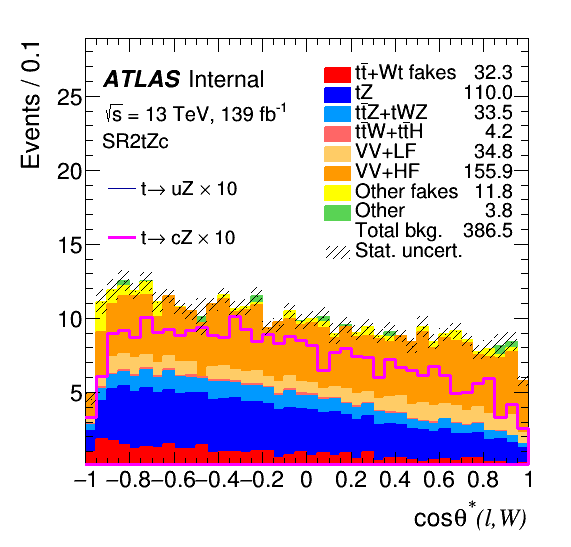 Events / 0.1
25
20
15
10
5
ATLAS Internal
√s = 13 TeV, 139 fb⁻¹
SR2tZc
t→ uZ × 10
t→ cZ × 10
tt̄+Wt fakes 32.3
tZ 110.0
tt̄Z+tWZ 33.5
tt̄W+tt̄H 4.2
VV+LF 34.8
VV+HF 155.9
Other fakes 11.8
Other 3.8
Total bkg. 386.5
Stat. uncert.
−1 −0.8 −0.6 −0.4 −0.2 0 0.2 0.4 0.6 0.8 1
cosθ*(l,W)